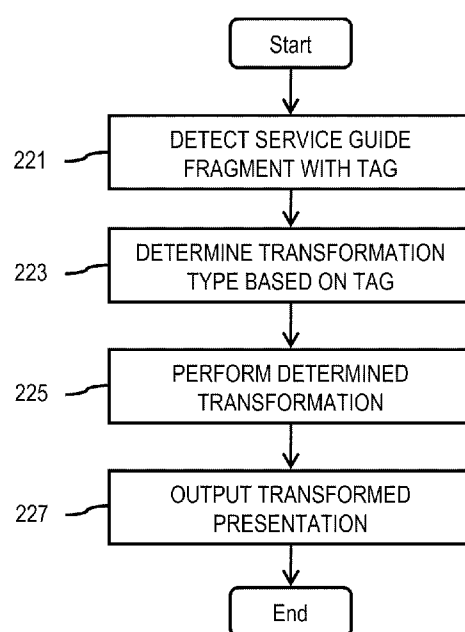 Start
221
DETECT SERVICE GUIDE
FRAGMENT WITH TAG
223
DETERMINE TRANSFORMATION
TYPE BASED ON TAG
225
PERFORM DETERMINED
TRANSFORMATION
227
OUTPUT TRANSFORMED
PRESENTATION
End